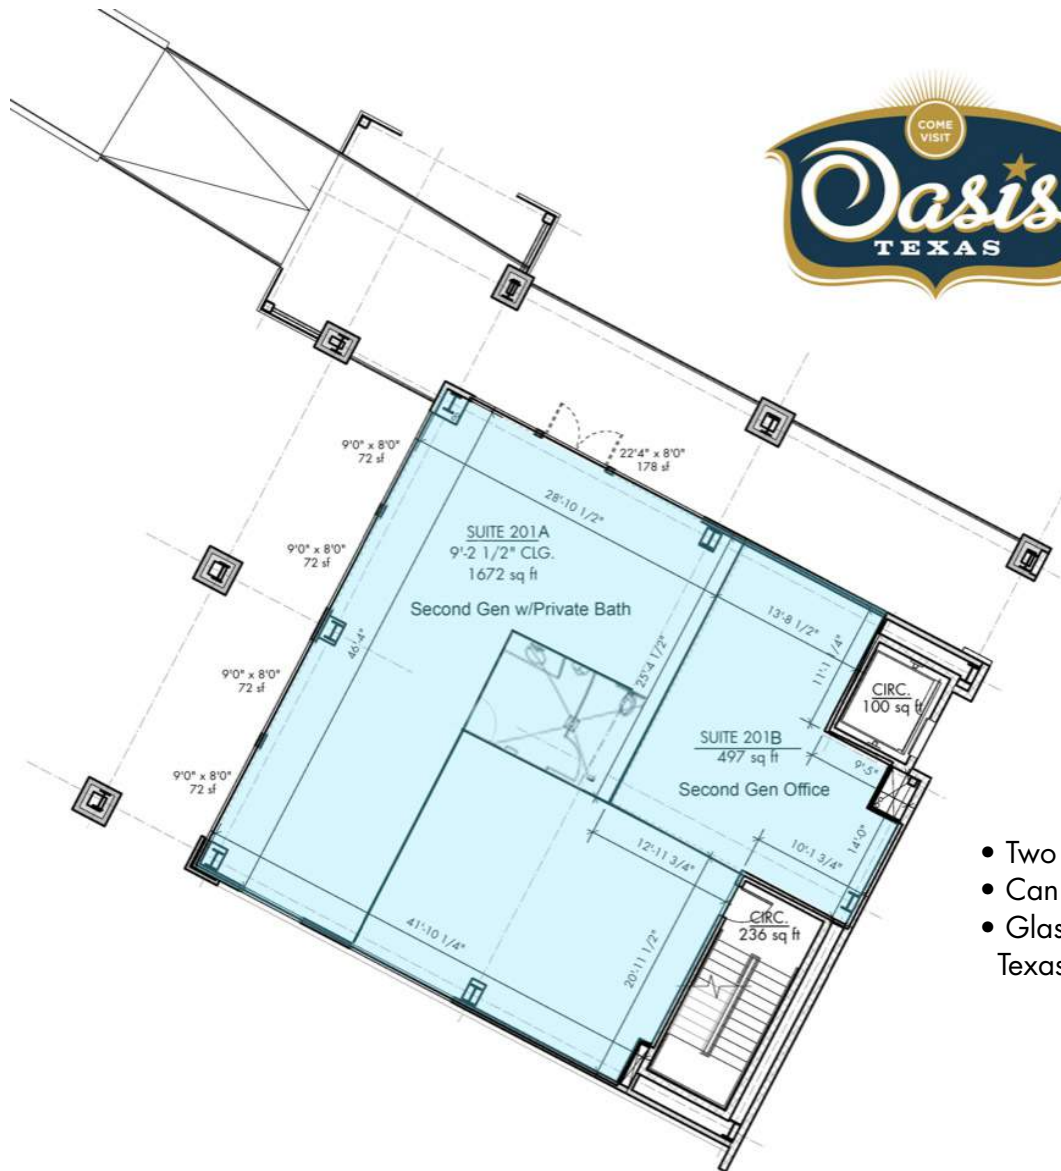 COME
VISIT
Oasis
TEXAS
9'0" x 8'0"
72 sf
22'4" x 8'0"
178 sf
28'-10 1/2"
SUITE 201A
9'-2 1/2" CLG.
1672 sq ft
Second Gen w/Private Bath
9'0" x 8'0"
72 sf
13'-8 1/2"
46'-4"
25'-4 1/2"
9'0" x 8'0"
72 sf
CIRC.
100 sq ft
SUITE 201B
497 sq ft
Second Gen Office
9'-5"
9'0" x 8'0"
72 sf
12'-11 3/4"
10'-1 3/4"
14'-0"
• Two
• Can
• Glas
Texas
CIRC.
236 sq ft
41'-10 1/4"
20'-11 1/2"